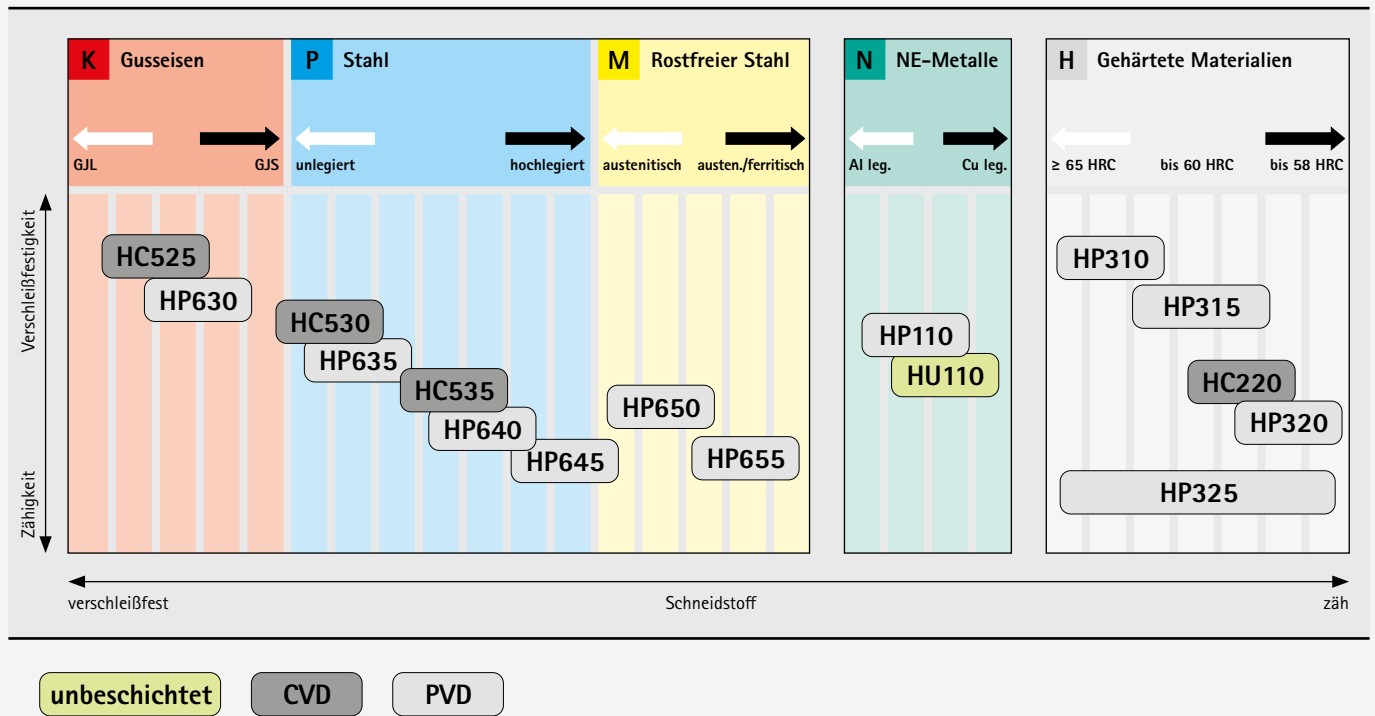 K Gusseisen
P Stahl
M Rostfreier Stahl
N NE-Metalle
H Gehärtete Materialien
GJL GJS
unlegiert hochlegiert
austenitisch austen./ferritisch
Al leg. Cu leg.
≥ 65 HRC bis 60 HRC bis 58 HRC
Verschleißfestigkeit
Zähigkeit
HC525
HP630
HC530
HP635
HC535
HP640
HP645
HP650
HP655
HP110
HU110
HP310
HP315
HC220
HP320
HP325
verschleißfest Schneidstoff zäh
unbeschichtet CVD PVD